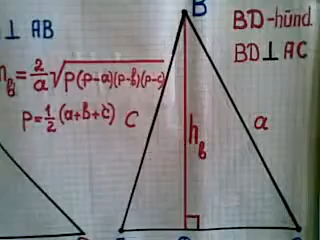 B
BD-hünd.
⊥ AB
BD⊥AC
h_b=2/a√p(p-a)(p-b)(p-c)
p=1/2(a+b+c)
c
h_b
a